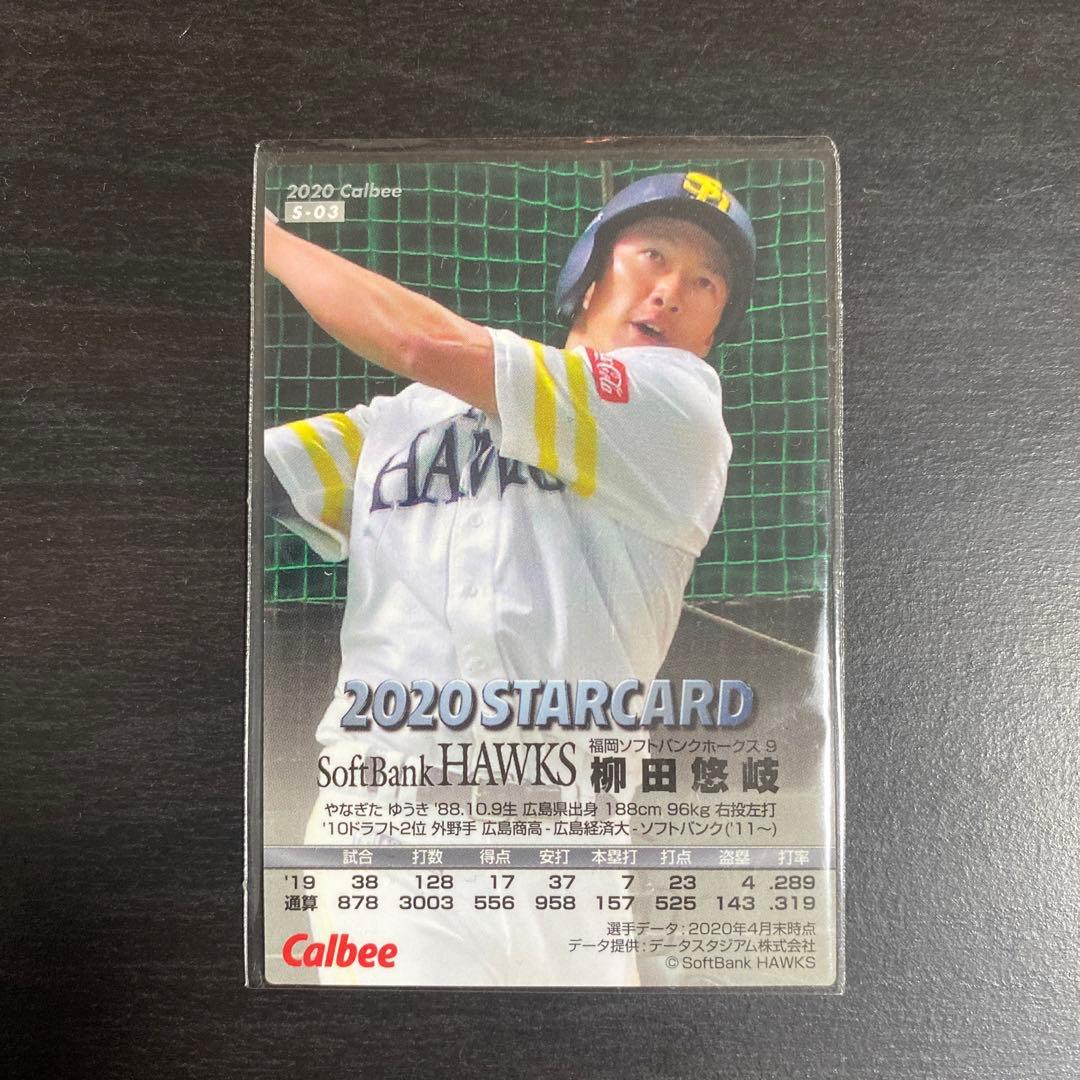 2020 Calbee
S-03
HAWKS
2020 STARCARD
福岡ソフトバンクホークス 9
SoftBank HAWKS 柳田悠岐
やなぎた ゆうき '88.10.9生 広島県出身 188cm 96kg 右投左打
'10ドラフト2位 外野手 広島商高-広島経済大-ソフトバンク('11〜)
試合 打数 得点 安打 本塁打 打点 盗塁 打率
'19 38 128 17 37 7 23 4 .289
通算 878 3003 556 958 157 525 143 .319
選手データ:2020年4月末時点
データ提供:データスタジアム株式会社
© SoftBank HAWKS
Calbee